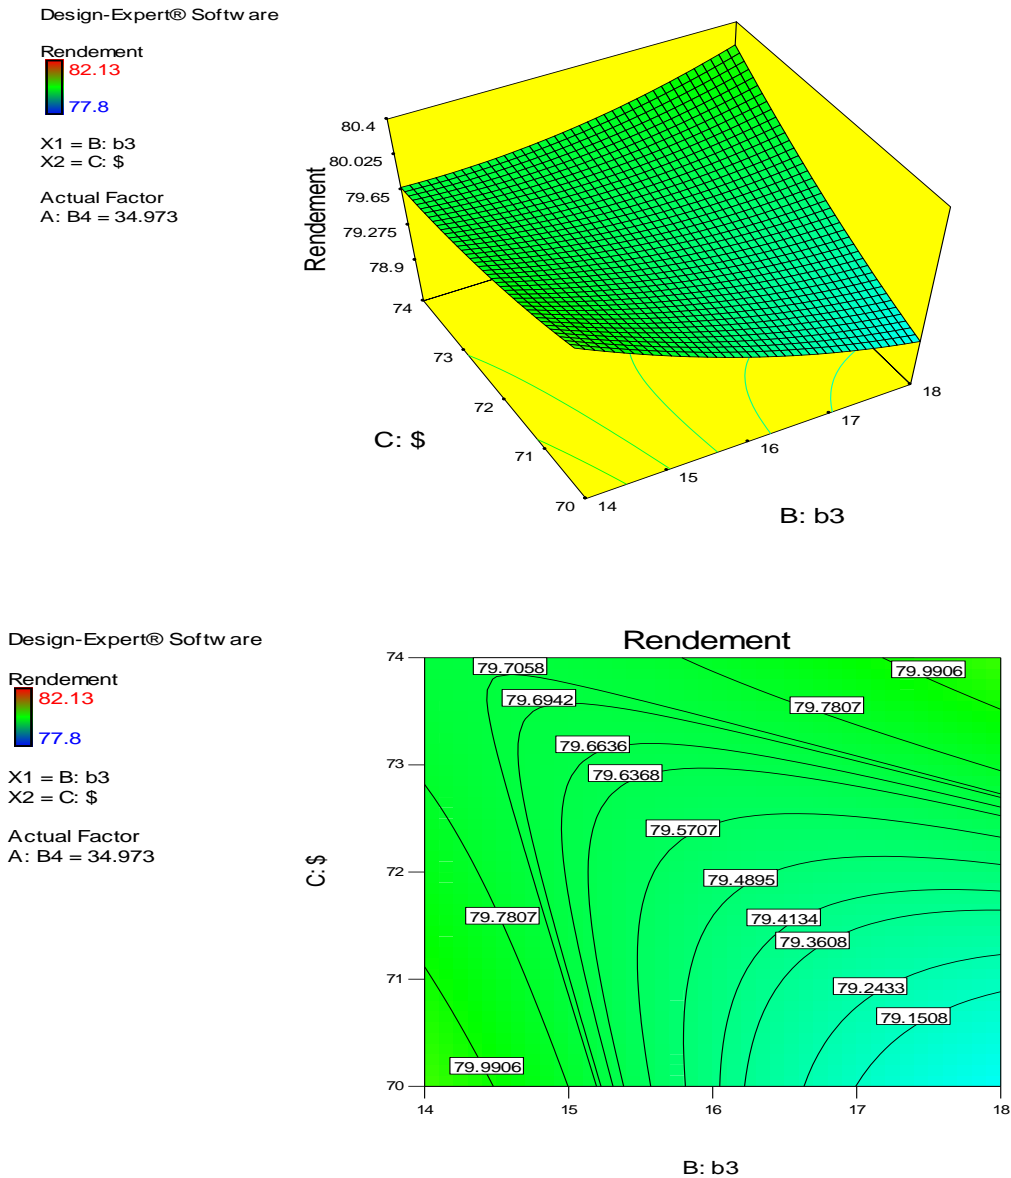 Design-Expert® Software
Rendement
82.13
77.8
X1 = B: b3
X2 = C: $
Actual Factor
A: B4 = 34.973
80.4
80.025
79.65
79.275
78.9
Rendement
74
73
72
71
70
C: $
14
15
16
17
18
B: b3
Design-Expert® Software
Rendement
82.13
77.8
X1 = B: b3
X2 = C: $
Actual Factor
A: B4 = 34.973
Rendement
74
73
72
71
70
C: $
79.7058
79.9906
79.6942
79.7807
79.6636
79.6368
79.5707
79.4895
79.7807
79.4134
79.3608
79.2433
79.1508
79.9906
14
15
16
17
18
B: b3